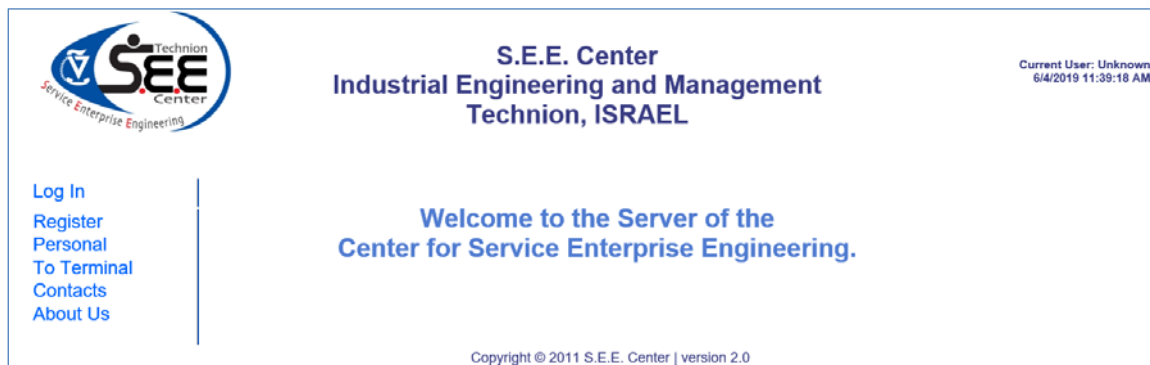 Technion
S.E.E
Center
Service Enterprise Engineering
S.E.E. Center
Industrial Engineering and Management
Technion, ISRAEL
Current User: Unknown
6/4/2019 11:39:18 AM
Log In
Register
Personal
To Terminal
Contacts
About Us
Welcome to the Server of the
Center for Service Enterprise Engineering.
Copyright © 2011 S.E.E. Center | version 2.0